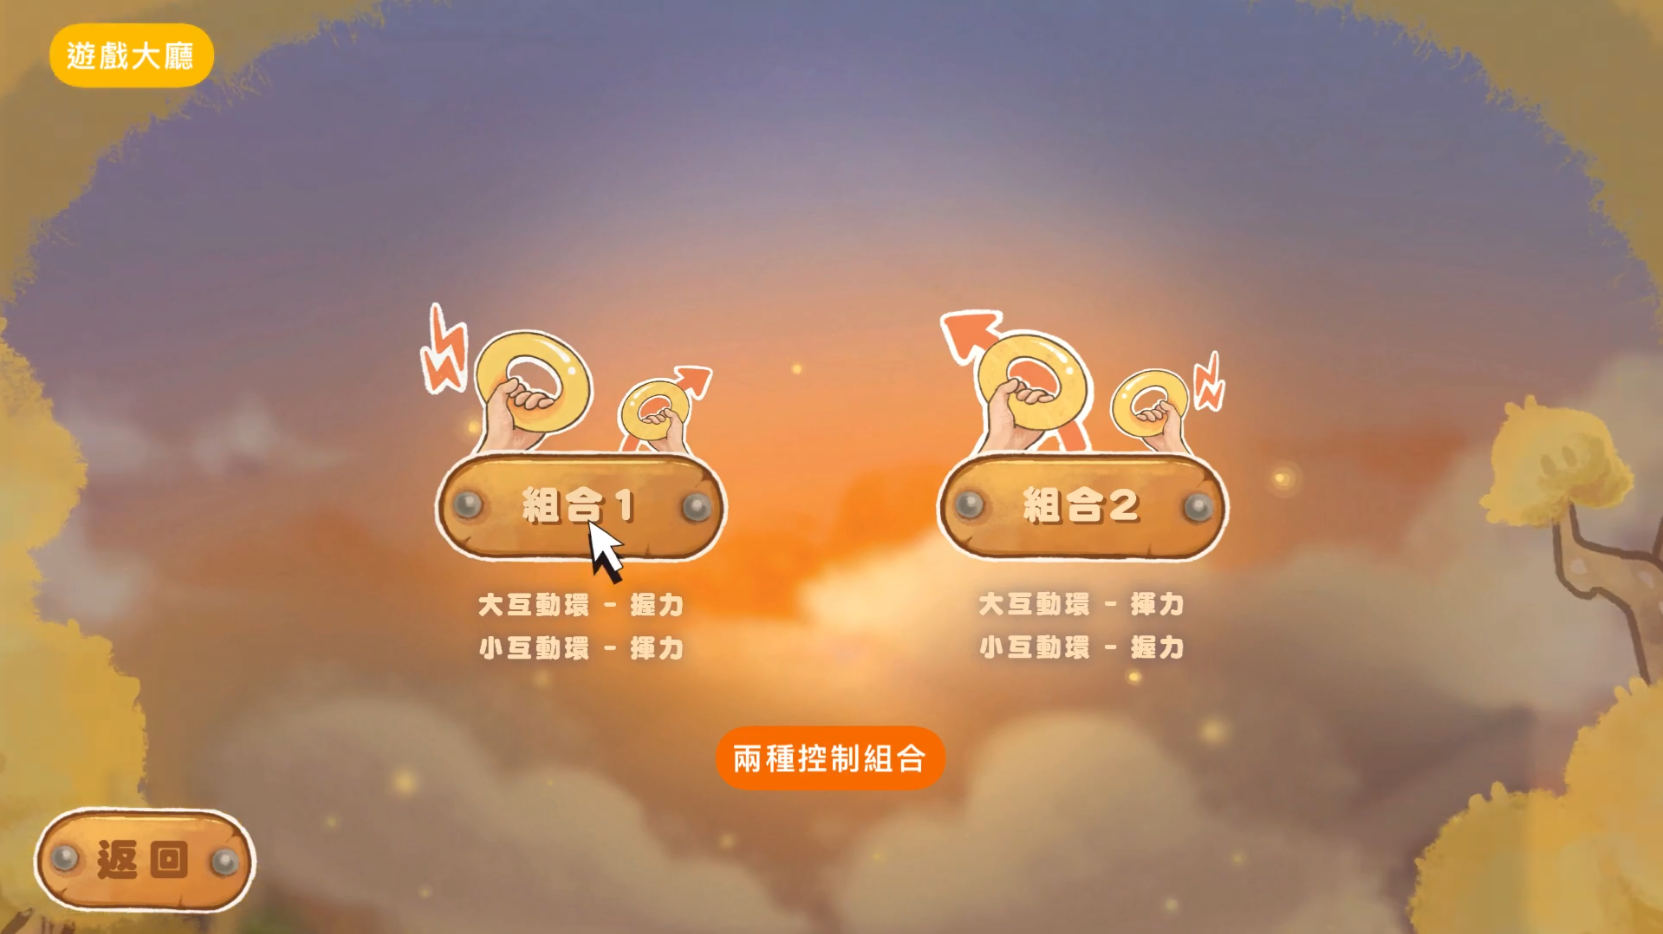 遊戲大廳
組合1
大互動環 - 握力
小互動環 - 揮力
組合2
大互動環 - 揮力
小互動環 - 握力
兩種控制組合
返回